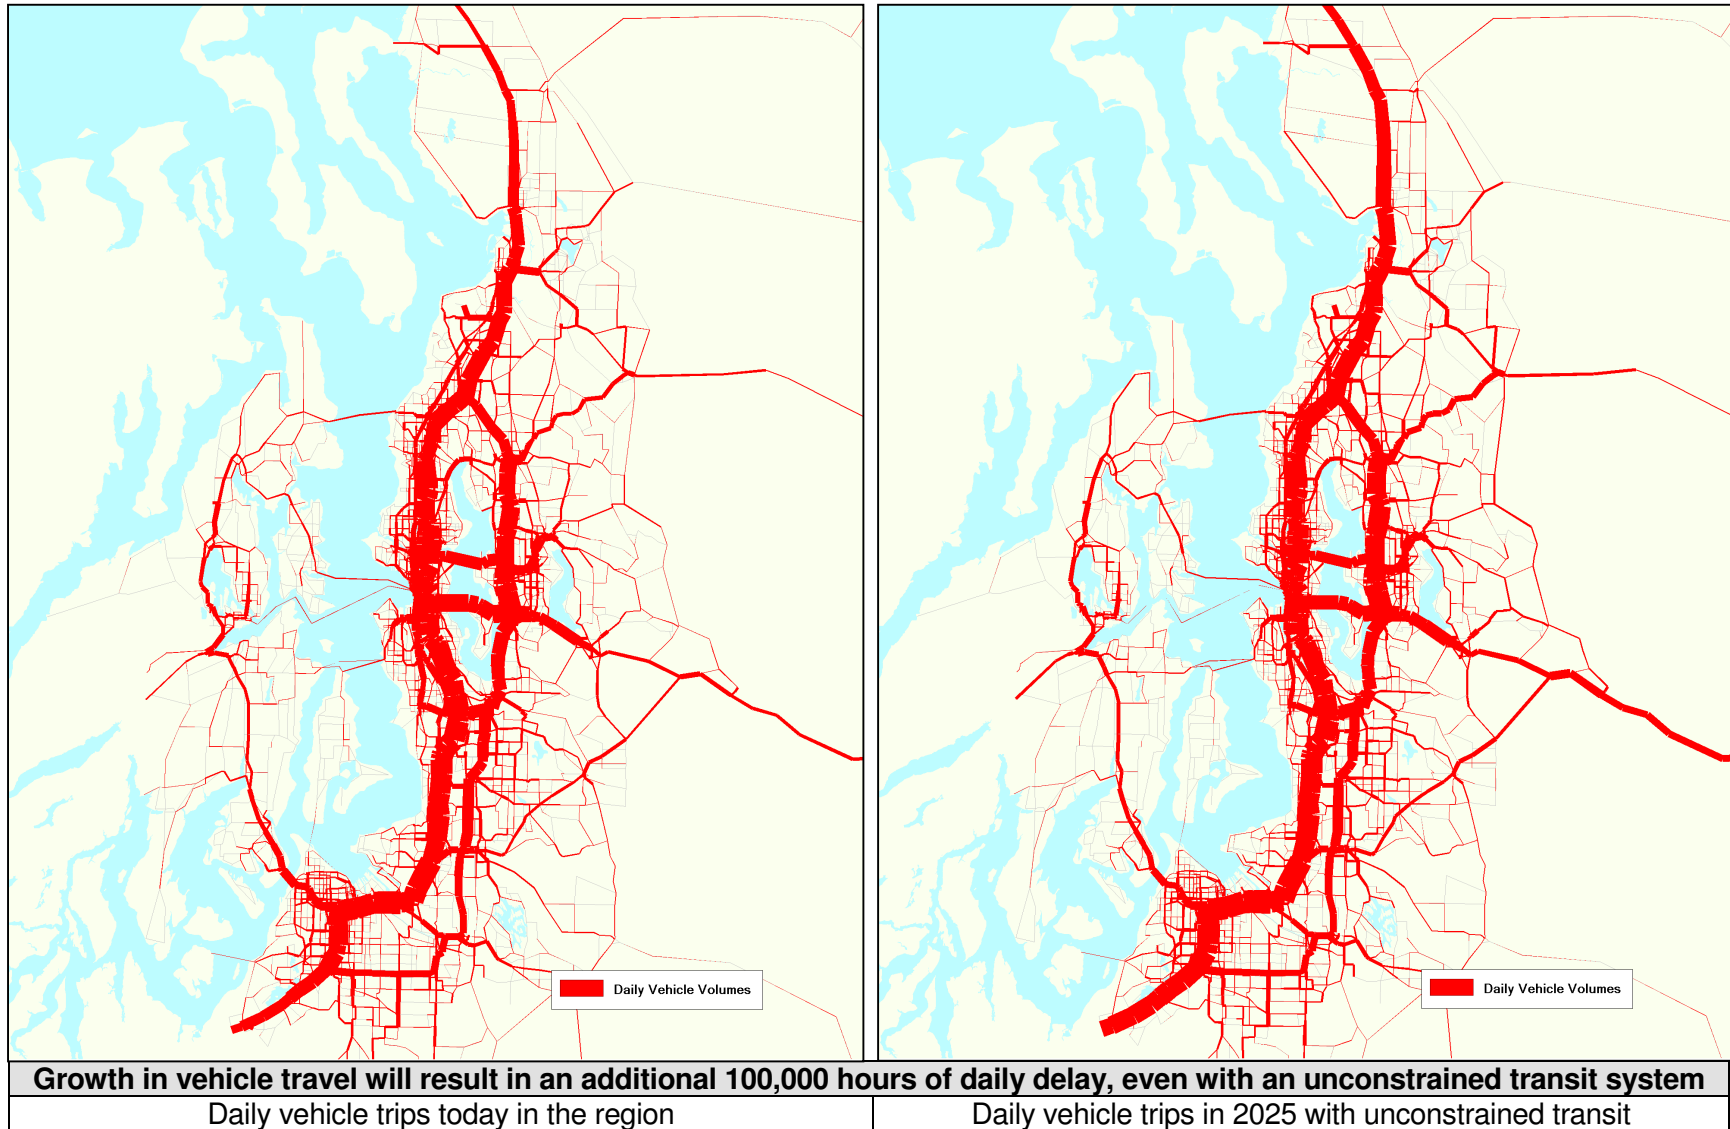 Daily Vehicle Volumes
Daily Vehicle Volumes
Growth in vehicle travel will result in an additional 100,000 hours of daily delay, even with an unconstrained transit system
Daily vehicle trips today in the region
Daily vehicle trips in 2025 with unconstrained transit